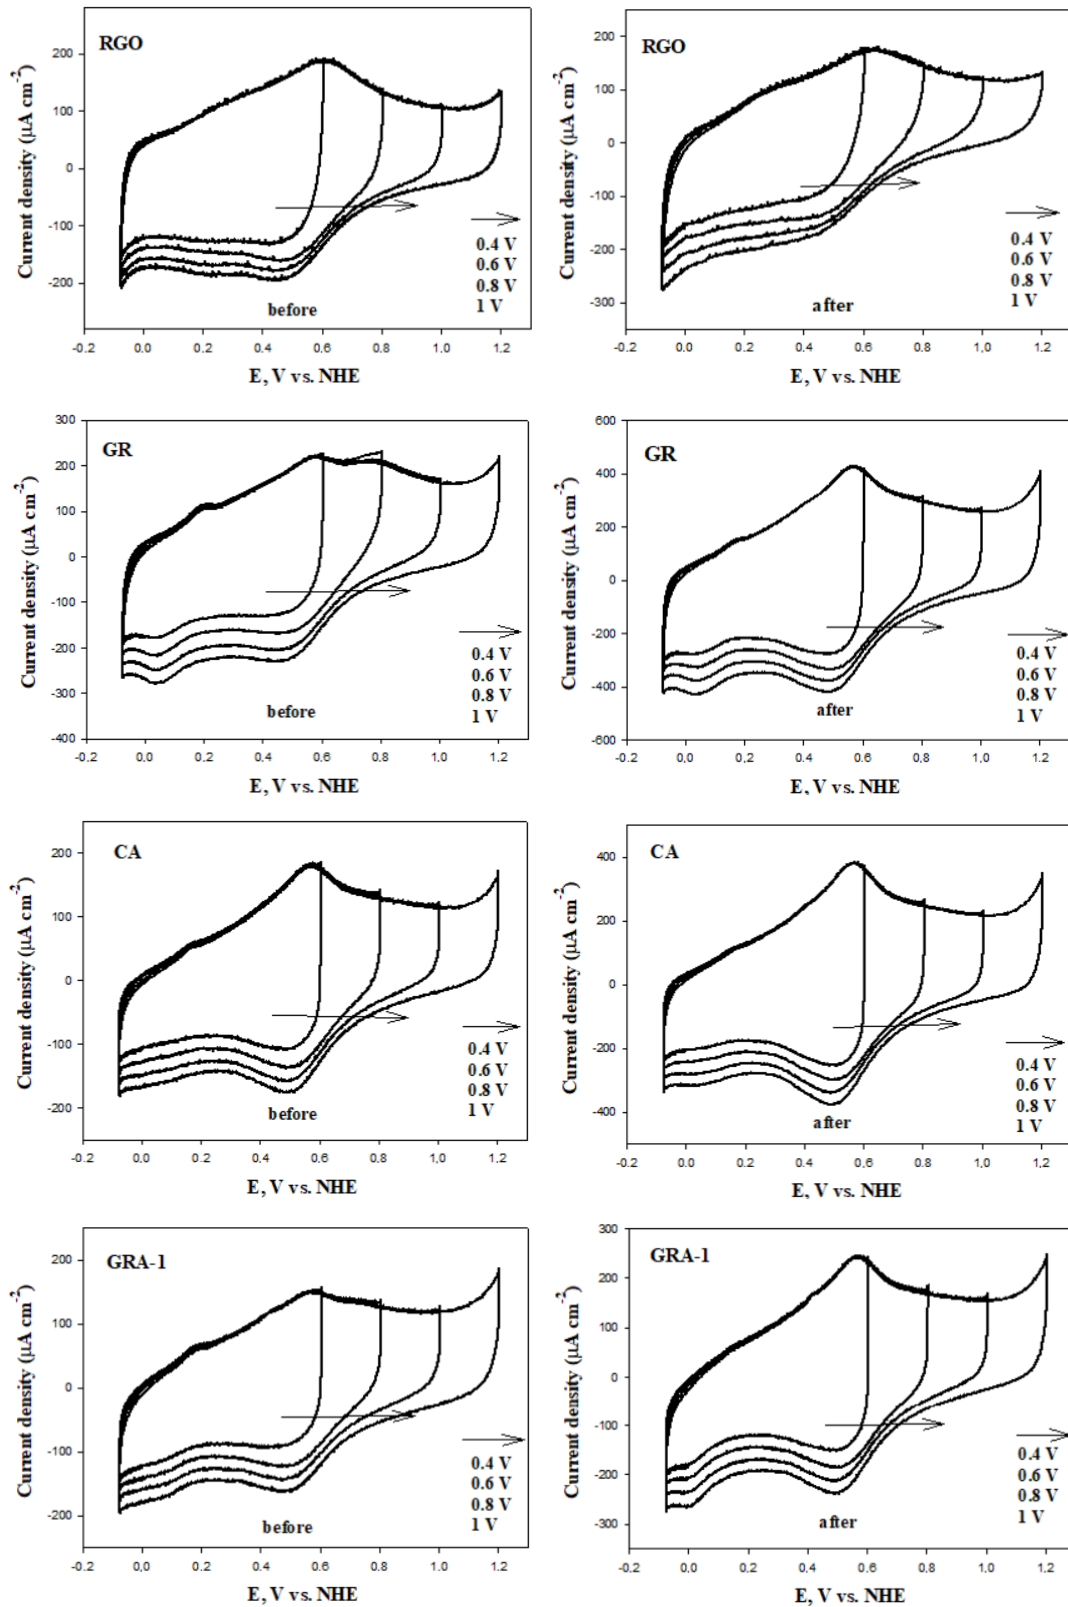 RGO
200
100
0
-100
-200
Current density (µA cm⁻²)
0.4 V
0.6 V
0.8 V
1 V
before
-0.2 0.0 0.2 0.4 0.6 0.8 1.0 1.2
E, V vs. NHE
RGO
200
100
0
-100
-200
-300
Current density (µA cm⁻²)
0.4 V
0.6 V
0.8 V
1 V
after
-0.2 0.0 0.2 0.4 0.6 0.8 1.0 1.2
E, V vs. NHE
GR
300
200
100
0
-100
-200
-300
-400
Current density (µA cm⁻²)
0.4 V
0.6 V
0.8 V
1 V
before
-0.2 0.0 0.2 0.4 0.6 0.8 1,0 1.2
E, V vs. NHE
GR
600
400
200
0
-200
-400
-600
Current density (µA cm⁻²)
0.4 V
0.6 V
0.8 V
1 V
after
-0.2 0.0 0.2 0.4 0.6 0.8 1,0 1.2
E, V vs. NHE
CA
200
100
0
-100
-200
Current density (µA cm⁻²)
0.4 V
0.6 V
0.8 V
1 V
before
-0.2 0.0 0.2 0.4 0.6 0.8 1,0 1.2
E, V vs. NHE
CA
400
200
0
-200
-400
Current density (µA cm⁻²)
0.4 V
0.6 V
0.8 V
1 V
after
-0.2 0.0 0.2 0.4 0.6 0.8 1,0 1.2
E, V vs. NHE
GRA-1
200
100
0
-100
-200
Current density (µA cm⁻²)
0.4 V
0.6 V
0.8 V
1 V
before
-0.2 0.0 0.2 0.4 0.6 0.8 1,0 1.2
E, V vs. NHE
GRA-1
300
200
100
0
-100
-200
-300
Current density (µA cm⁻²)
0.4 V
0.6 V
0.8 V
1 V
after
-0.2 0.0 0.2 0.4 0.6 0.8 1.0 1.2
E, V vs. NHE